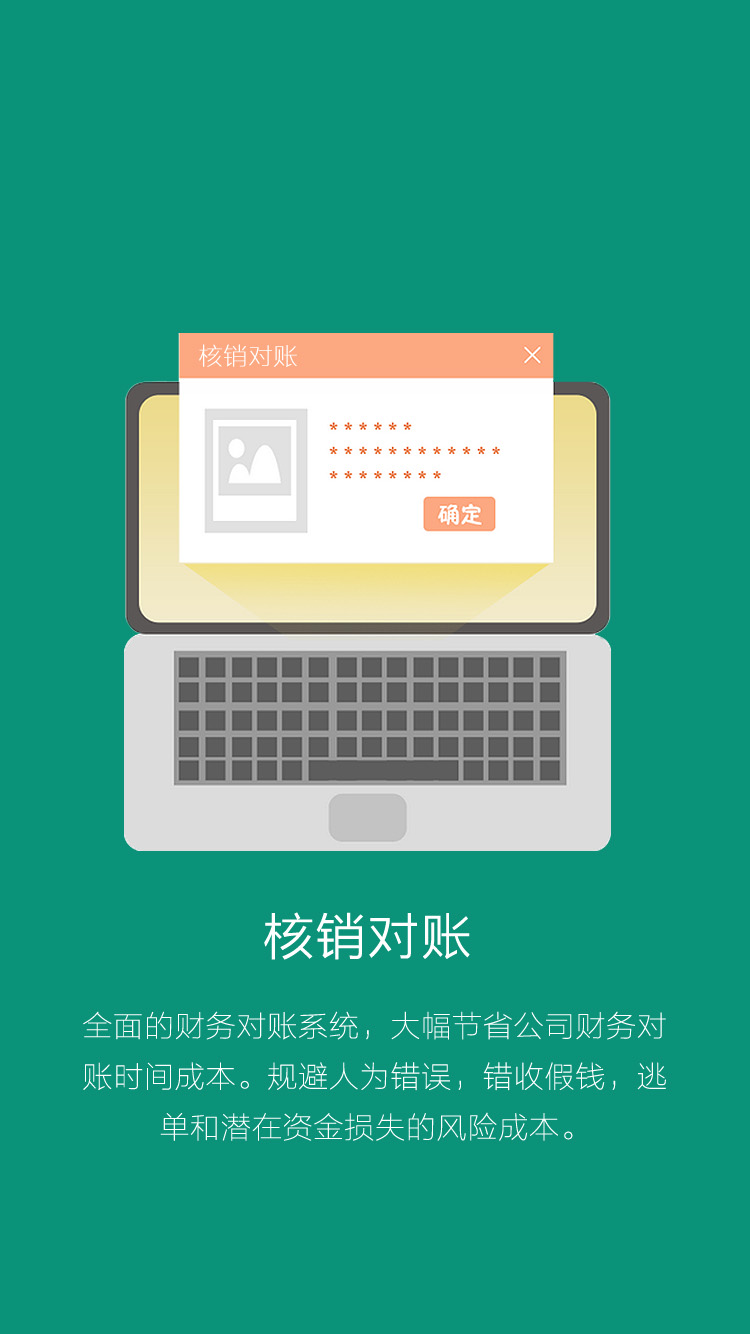 核销对账
******
************
********
确定
核销对账
全面的财务对账系统，大幅节省公司财务对
账时间成本。规避人为错误，错收假钱，逃
单和潜在资金损失的风险成本。